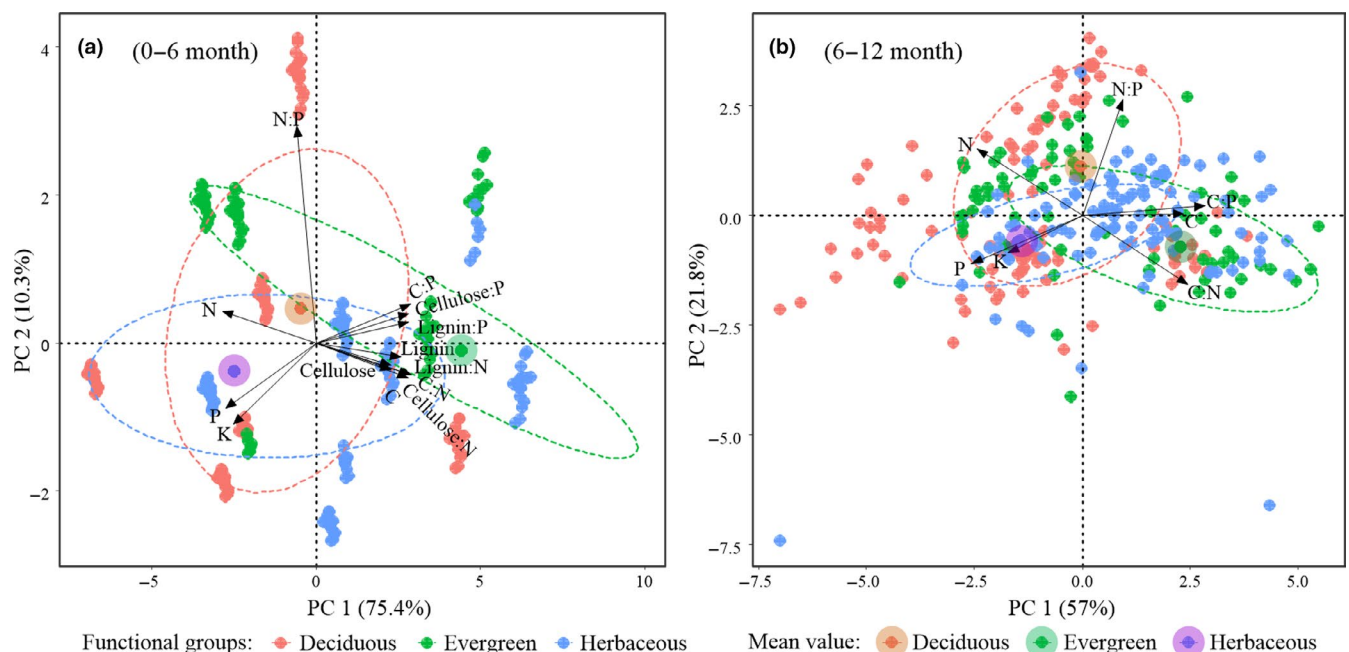 (a) (0–6 month)
4
2
0
−2
PC 2 (10.3%)
N:P
N
C:P
Cellulose:P
Lignin:P
Lignin
Lignin:N
Cellulose
C:N
C
Cellulose:N
P
K
−5 0 5 10
PC 1 (75.4%)
(b) (6–12 month)
2.5
0.0
−2.5
−5.0
−7.5
PC 2 (21.8%)
N:P
N
C:P
C
K
P
C:N
−7.5 −5.0 −2.5 0.0 2.5 5.0
PC 1 (57%)
Functional groups: Deciduous Evergreen Herbaceous
Mean value: Deciduous Evergreen Herbaceous